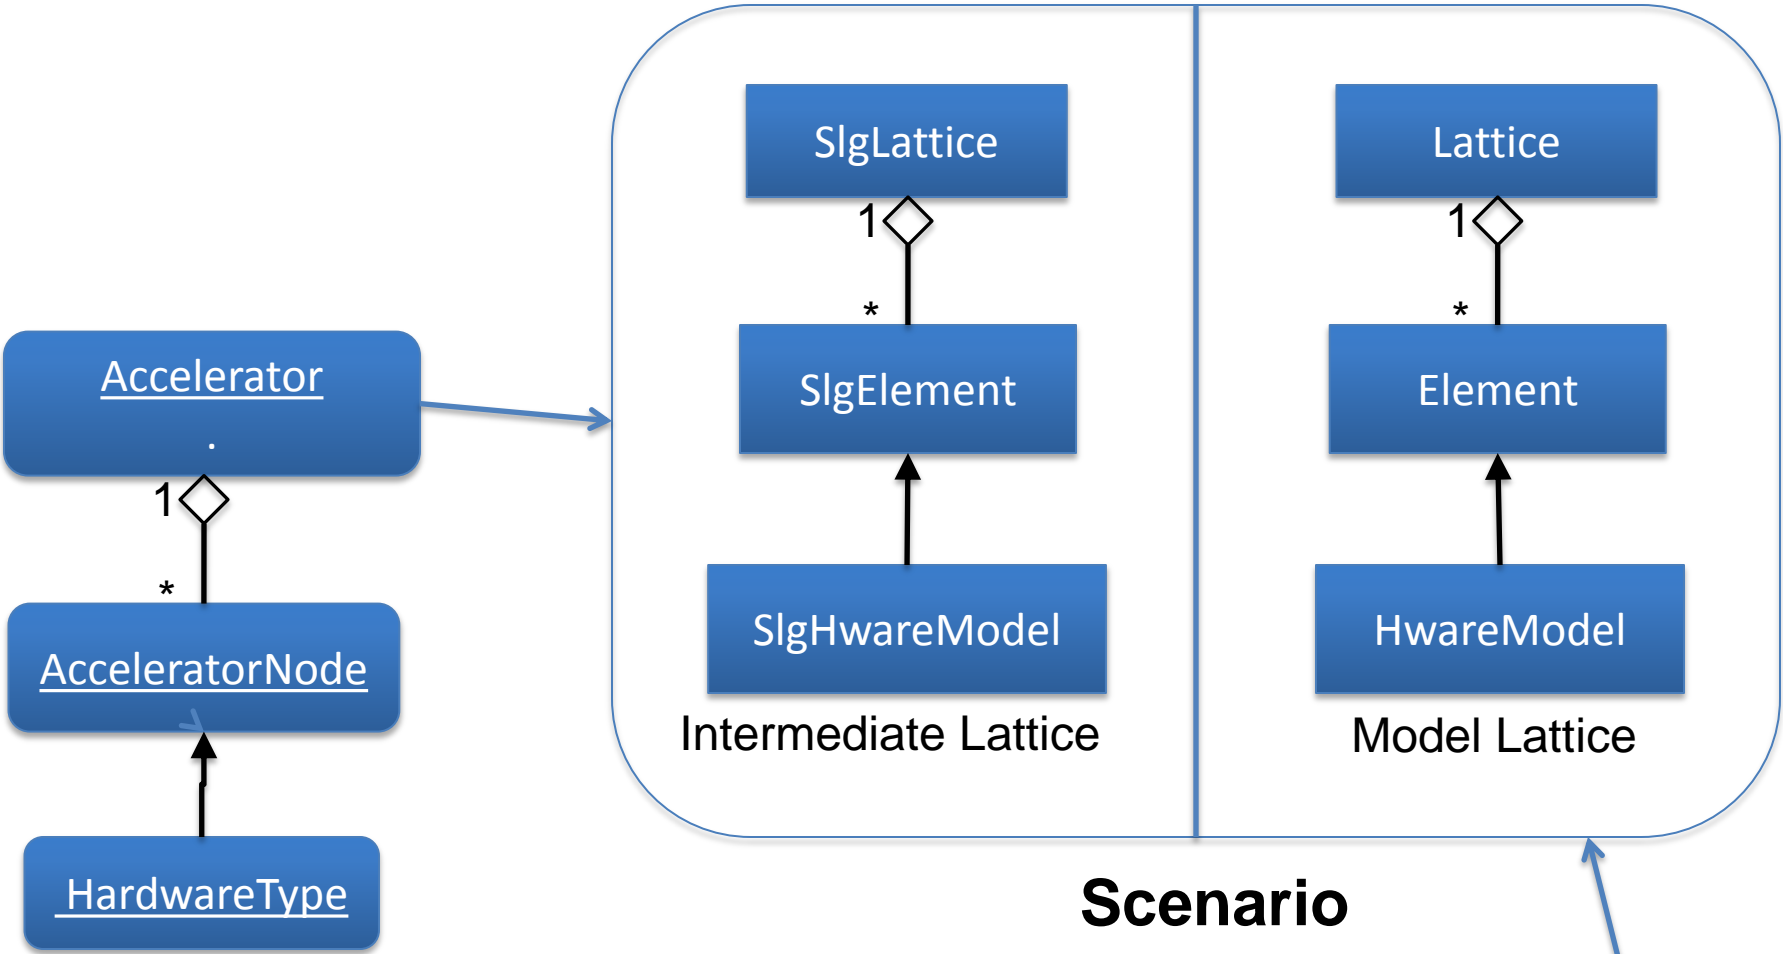 SlgLattice
1
*
SlgElement
SlgHwareModel
Intermediate Lattice
Lattice
1
*
Element
HwareModel
Model Lattice
Scenario
Accelerator
.
1
*
AcceleratorNode
HardwareType